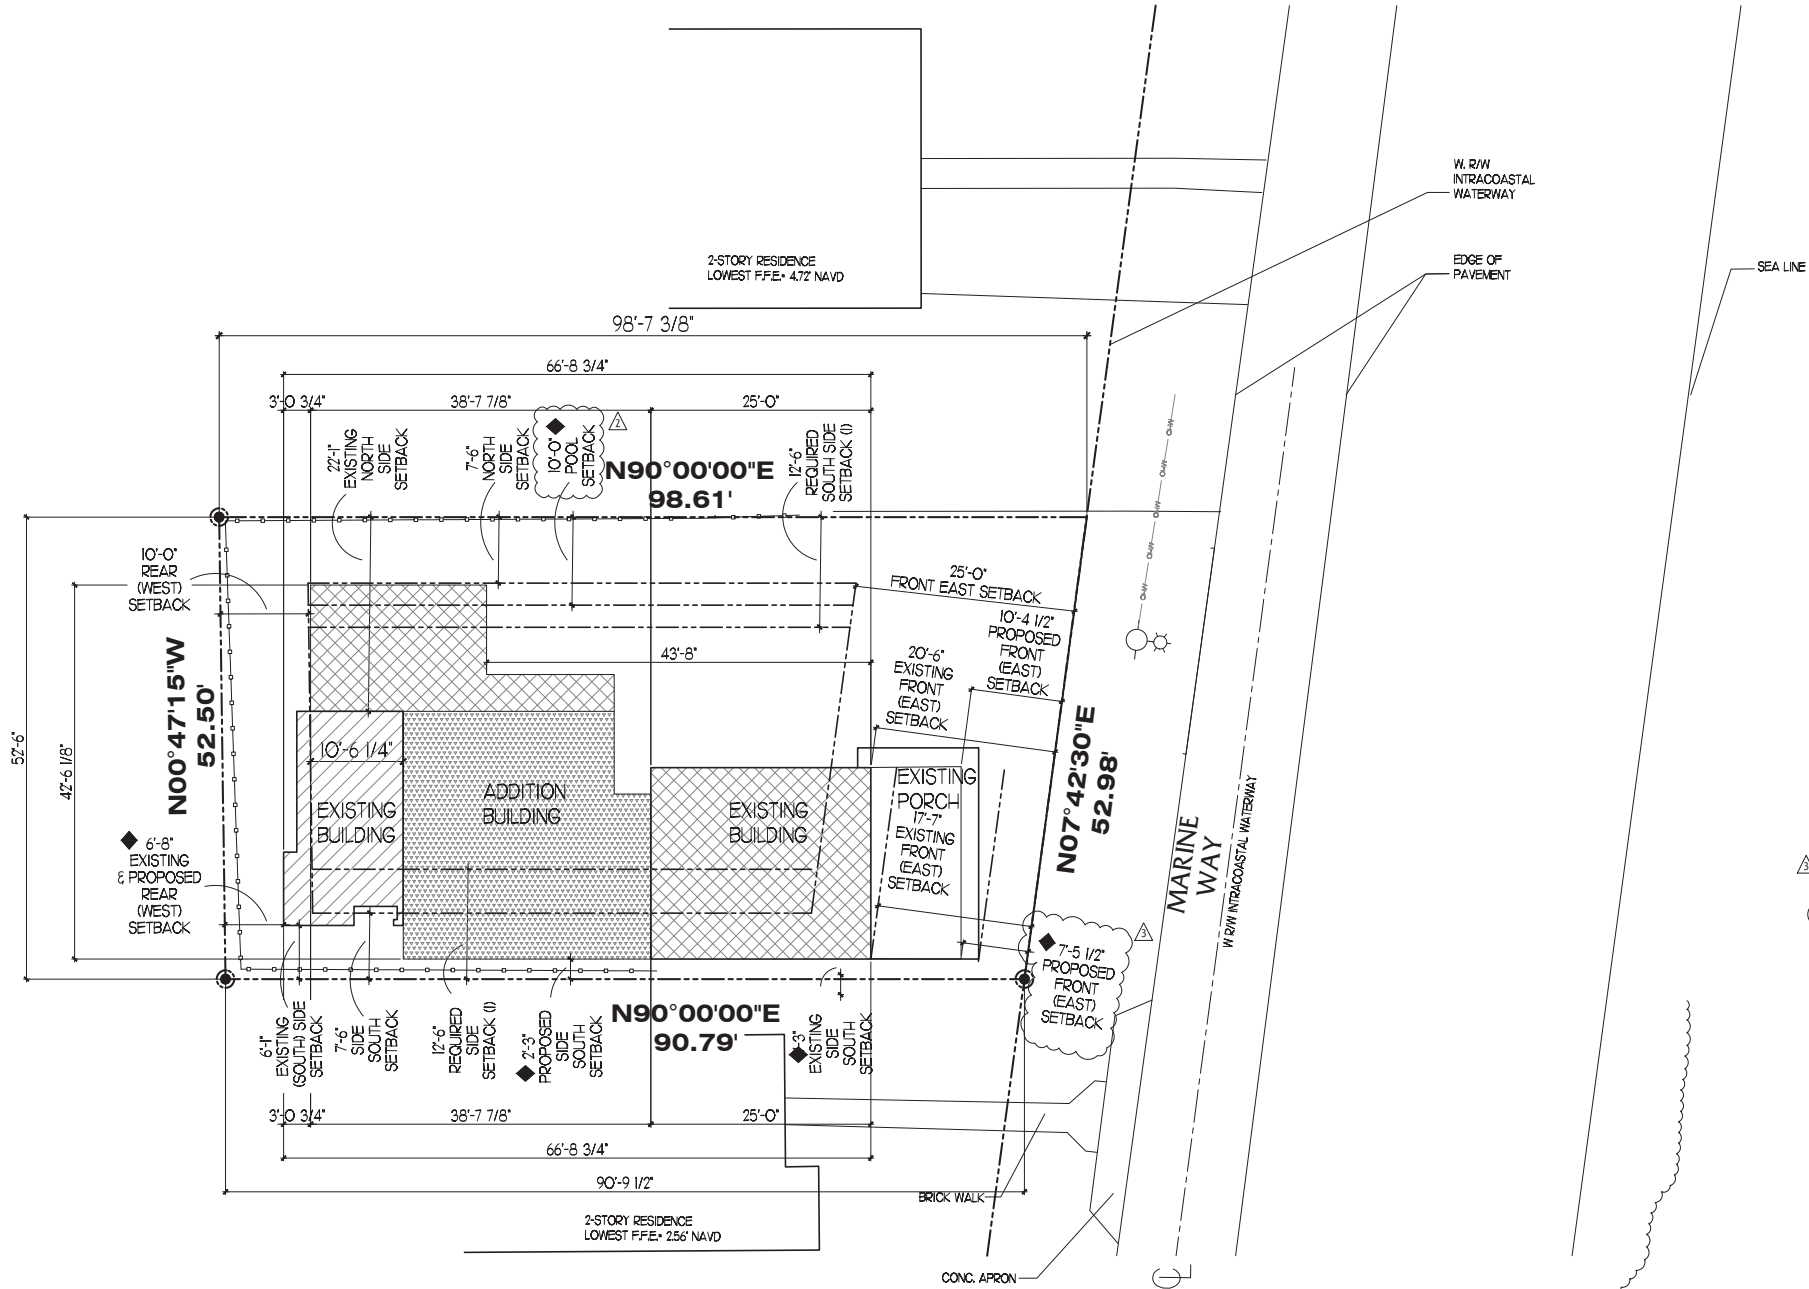 W. R/W
INTRACOASTAL
WATERWAY
EDGE OF
PAVEMENT
SEA LINE
2-STORY RESIDENCE
LOWEST F.F.E.= 4.72' NAVD
98'-7 3/8"
66'-8 3/4"
3'-0 3/4"
38'-7 7/8"
25'-0"
22'-1"
EXISTING
NORTH
SIDE
SETBACK
7'-6"
NORTH
SIDE
SETBACK
10'-0"
POOL
SETBACK
2
N90°00'00"E
98.61'
12'-6"
REQUIRED
SOUTH SIDE
SETBACK (1)
OHW
OHW
OHW
OHW
OHW
10'-0"
REAR
(WEST)
SETBACK
25'-0"
FRONT EAST SETBACK
10'-4 1/2"
PROPOSED
FRONT
(EAST)
SETBACK
20'-6"
EXISTING
FRONT
(EAST)
SETBACK
43'-8"
N00°47'15"W
52.50'
52'-6"
42'-6 1/8"
10'-6 1/4"
EXISTING
BUILDING
ADDITION
BUILDING
EXISTING
BUILDING
EXISTING
PORCH
17'-7"
EXISTING
FRONT
(EAST)
SETBACK
N07°42'30"E
52.98'
MARINE
WAY
W R/W INTRACOASTAL WATERWAY
6'-8"
EXISTING
& PROPOSED
REAR
(WEST)
SETBACK
3
3
7'-5 1/2"
PROPOSED
FRONT
(EAST)
SETBACK
6'-1"
EXISTING
(SOUTH) SIDE
SETBACK
7'-6"
SIDE
SOUTH
SETBACK
12'-6"
REQUIRED
SIDE
SETBACK (1)
2'-3"
PROPOSED
SIDE
SOUTH
SETBACK
N90°00'00"E
90.79'
-3"
EXISTING
SIDE
SOUTH
SETBACK
3'-0 3/4"
38'-7 7/8"
25'-0"
66'-8 3/4"
90'-9 1/2"
BRICK WALK
2-STORY RESIDENCE
LOWEST F.F.E.= 2.56' NAVD
CONC. APRON